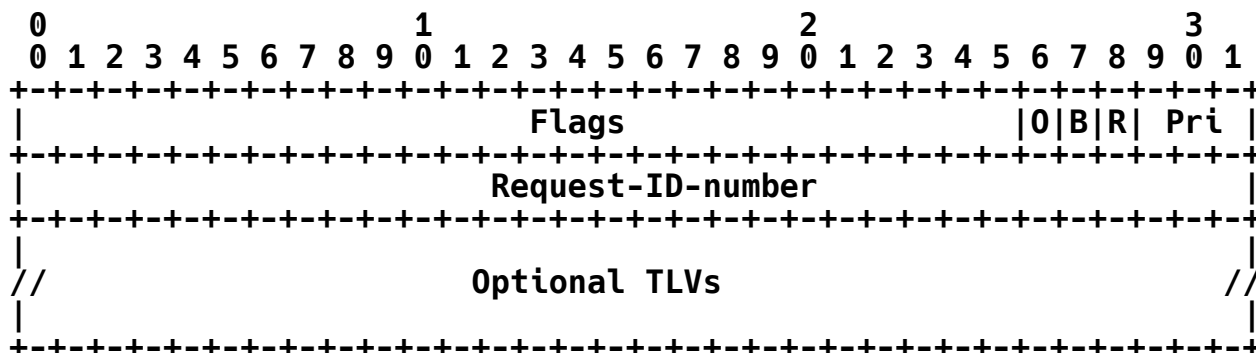 0                   1                   2                   3
 0 1 2 3 4 5 6 7 8 9 0 1 2 3 4 5 6 7 8 9 0 1 2 3 4 5 6 7 8 9 0 1
+-+-+-+-+-+-+-+-+-+-+-+-+-+-+-+-+-+-+-+-+-+-+-+-+-+-+-+-+-+-+-+-+
|                          Flags                    |O|B|R| Pri |
+-+-+-+-+-+-+-+-+-+-+-+-+-+-+-+-+-+-+-+-+-+-+-+-+-+-+-+-+-+-+-+-+
|                        Request-ID-number                      |
+-+-+-+-+-+-+-+-+-+-+-+-+-+-+-+-+-+-+-+-+-+-+-+-+-+-+-+-+-+-+-+-+
|                                                               |
//                      Optional TLVs                          //
|                                                               |
+-+-+-+-+-+-+-+-+-+-+-+-+-+-+-+-+-+-+-+-+-+-+-+-+-+-+-+-+-+-+-+-+